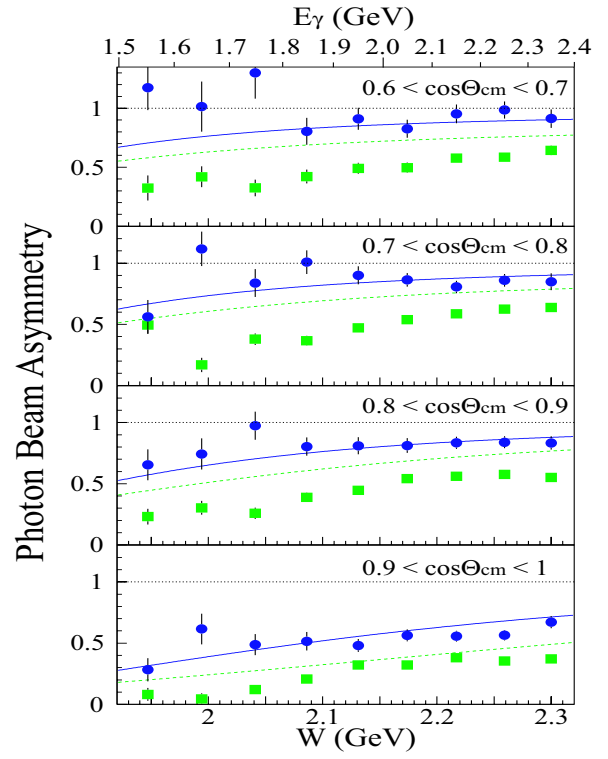 Eγ (GeV)
1.5 1.6 1.7 1.8 1.9 2.0 2.1 2.2 2.3 2.4
0.6 < cosΘcm < 0.7
1
0.5
0
0.7 < cosΘcm < 0.8
1
0.5
0
0.8 < cosΘcm < 0.9
1
0.5
0
0.9 < cosΘcm < 1
1
0.5
0
Photon Beam Asymmetry
2 2.1 2.2 2.3
W (GeV)